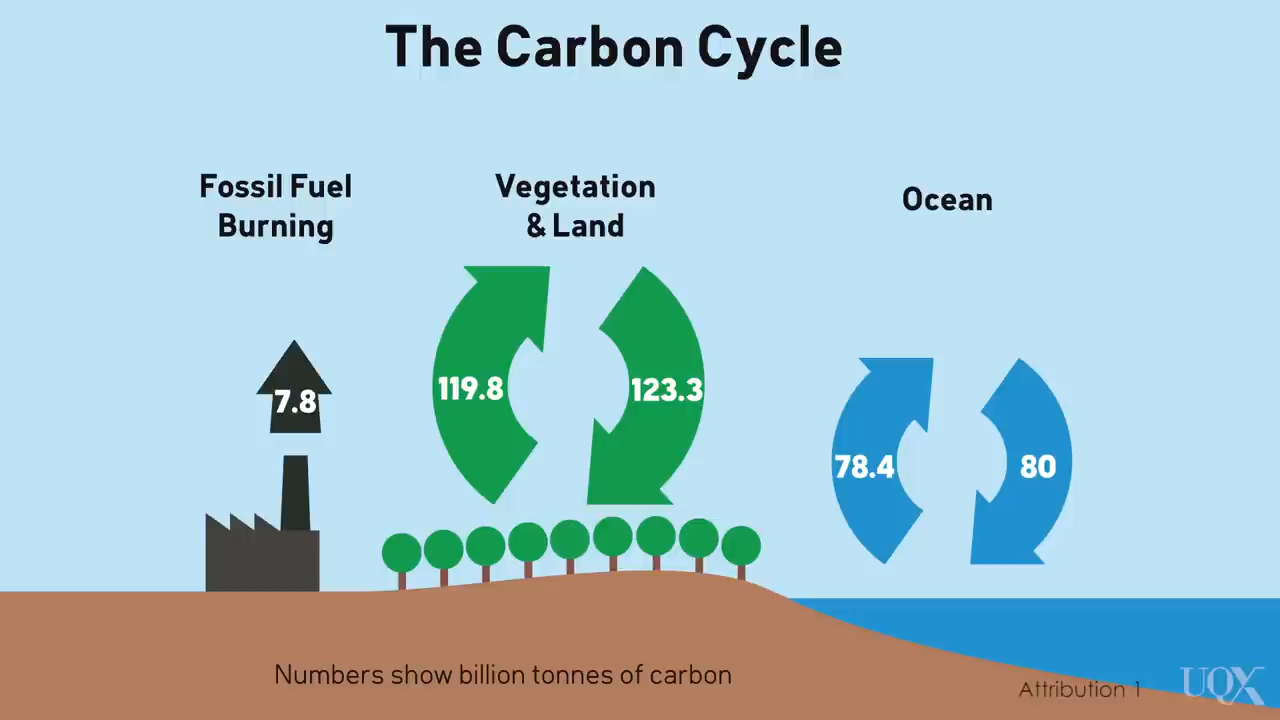 The Carbon Cycle
Fossil Fuel
Burning
Vegetation
& Land
Ocean
7.8
119.8
123.3
78.4
80
Numbers show billion tonnes of carbon
Attribution 1
UQX